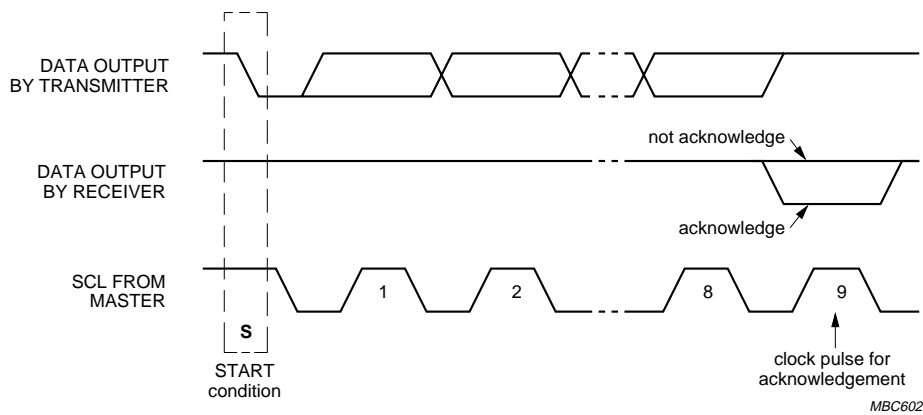 DATA OUTPUT
BY TRANSMITTER
not acknowledge
DATA OUTPUT
BY RECEIVER
acknowledge
SCL FROM
MASTER
1
2
8
9
S
START
condition
clock pulse for
acknowledgement
MBC602